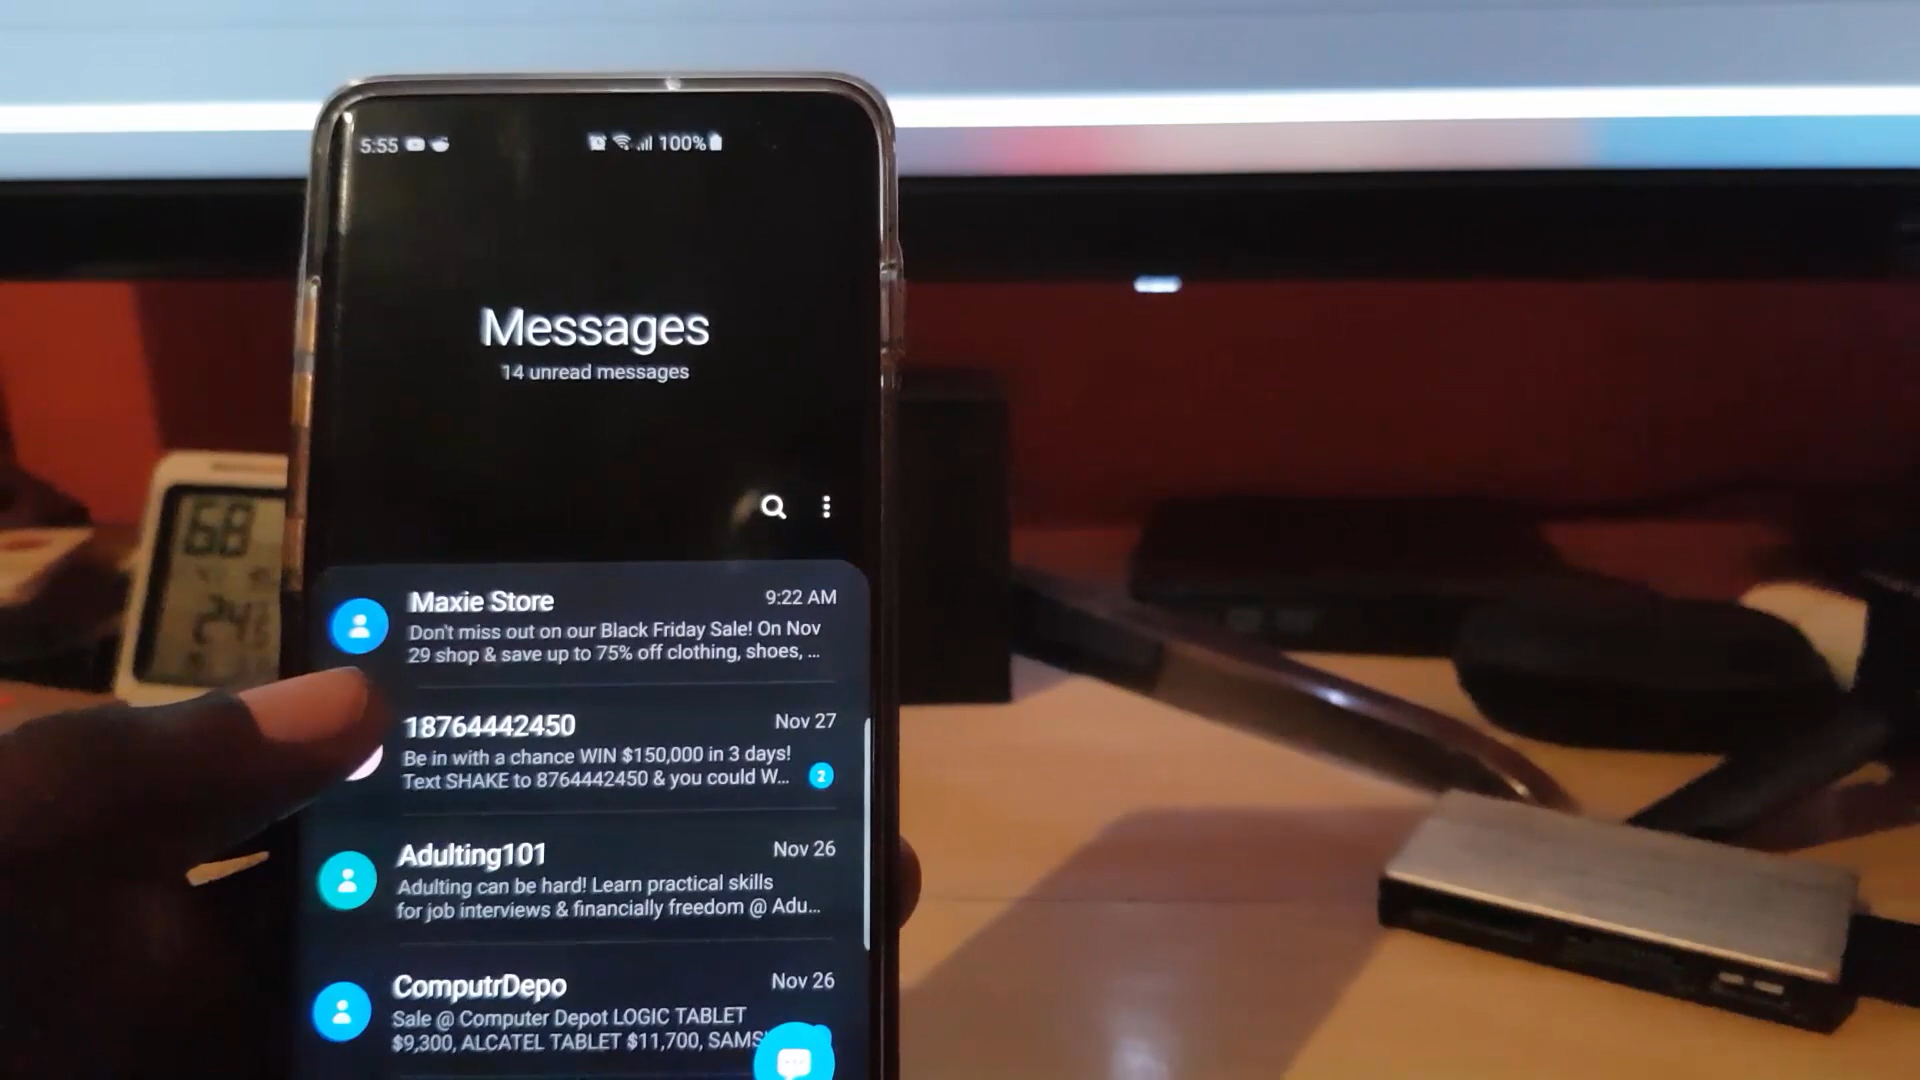 5:55
100%
Messages
14 unread messages
Maxie Store
9:22 AM
Don't miss out on our Black Friday Sale! On Nov
29 shop & save up to 75% off clothing, shoes, ...
18764442450
Nov 27
Be in with a chance WIN $150,000 in 3 days!
Text SHAKE to 8764442450 & you could W...
2
Adulting101
Nov 26
Adulting can be hard! Learn practical skills
for job interviews & financially freedom @ Adu...
ComputrDepo
Nov 26
Sale @ Computer Depot LOGIC TABLET
$9,300, ALCATEL TABLET $11,700, SAMS
68